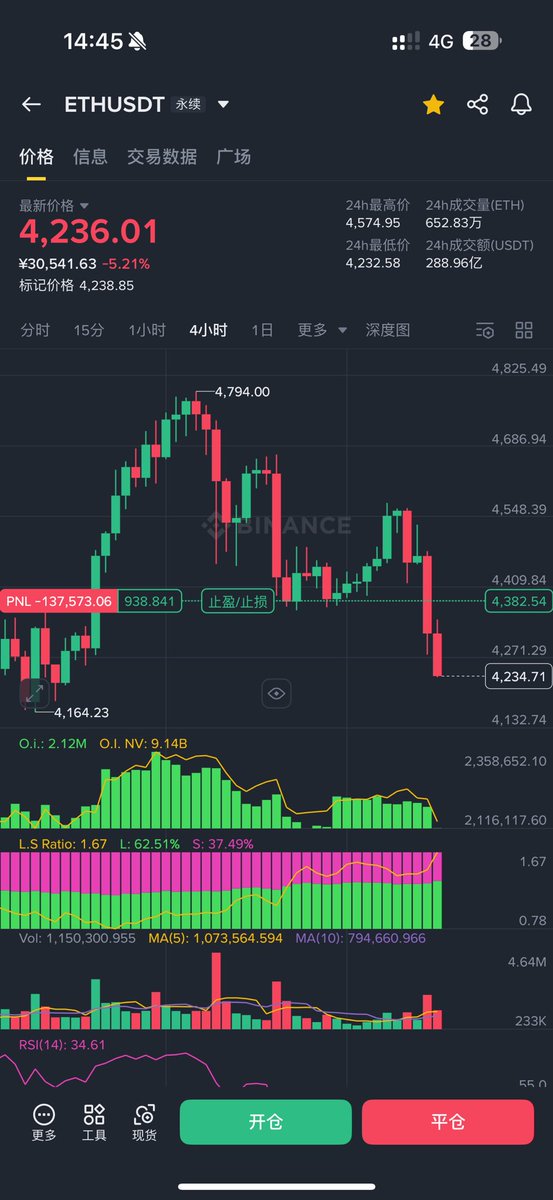 14:45
4G 28
ETHUSDT 永续
价格 信息 交易数据 广场
最新价格
4,236.01
¥30,541.63 -5.21%
标记价格 4,238.85
24h最高价 24h成交量(ETH)
4,574.95 652.83万
24h最低价 24h成交额(USDT)
4,232.58 288.96亿
分时 15分 1小时 4小时 1日 更多 深度图
4,825.49
4,794.00
4,686.94
4,548.39
BINANCE
4,409.84
PNL -137,573.06 938.841 止盈/止损 4,382.54
4,271.29
4,234.71
4,164.23
4,132.74
O.i.: 2.12M O.I. NV: 9.14B
2,358,652.10
2,116,117.60
L.S Ratio: 1.67 L: 62.51% S: 37.49%
1.67
0.78
Vol: 1,150,300.955 MA(5): 1,073,564.594 MA(10): 794,660.966
4.64M
233K
RSI(14): 34.61
55.0
更多 工具 现货 开仓 平仓